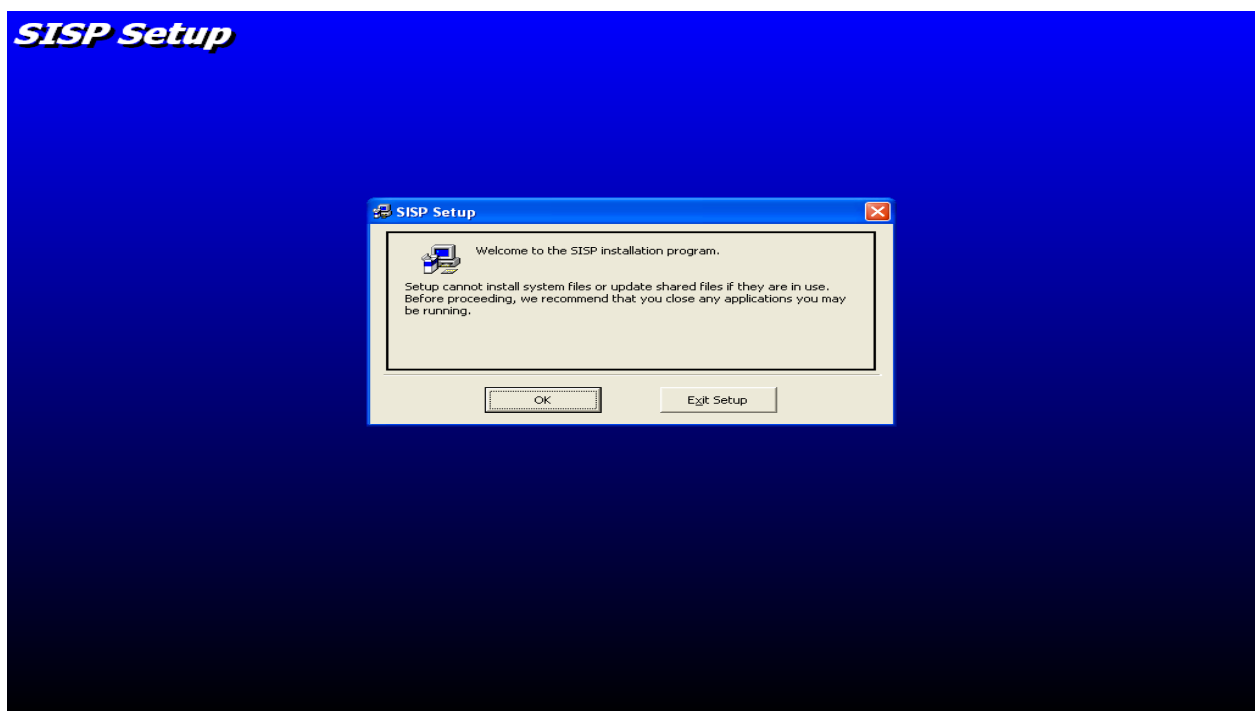 SISP Setup
SISP Setup
Welcome to the SISP installation program.
Setup cannot install system files or update shared files if they are in use.
Before proceeding, we recommend that you close any applications you may
be running.
OK
Exit Setup